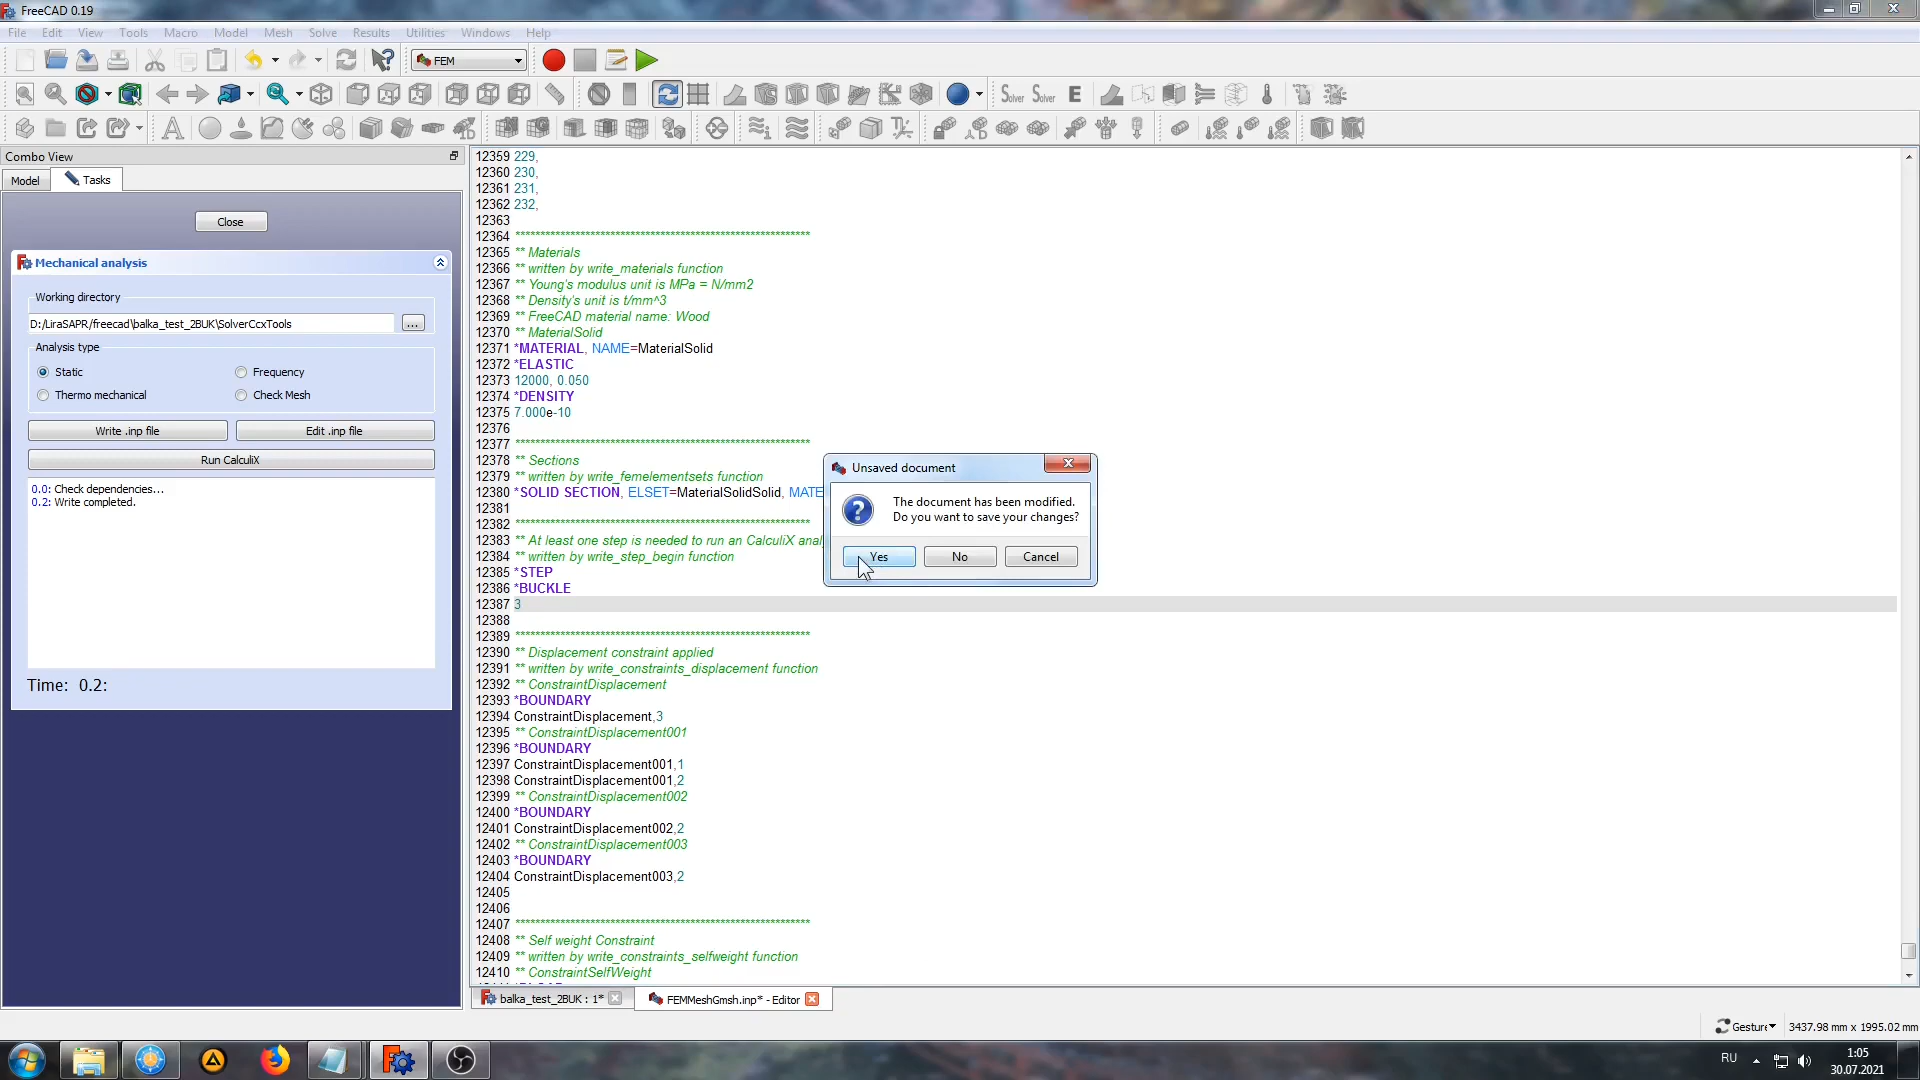 FreeCAD 0.19
File Edit View Tools Macro Model Mesh Solve Results Utilities Windows Help
FEM
Solver Solver E
Combo View
Model Tasks
Close
Mechanical analysis
Working directory
D:/LiraSAPR/freecad\balka_test_2BUK\SolverCcxTools ...
Analysis type
Static Frequency
Thermo mechanical Check Mesh
Write .inp file Edit .inp file
Run CalculiX
0.0: Check dependencies...
0.2: Write completed.
Time: 0.2:
12359 229,
12360 230,
12361 231,
12362 232,
12363
12364 ***********************************************************
12365 ** Materials
12366 ** written by write_materials function
12367 ** Young's modulus unit is MPa = N/mm2
12368 ** Density's unit is t/mm^3
12369 ** FreeCAD material name: Wood
12370 ** MaterialSolid
12371 *MATERIAL, NAME=MaterialSolid
12372 *ELASTIC
12373 12000, 0.050
12374 *DENSITY
12375 7.000e-10
12376
12377 ***********************************************************
12378 ** Sections
12379 ** written by write_femelementsets function
12380 *SOLID SECTION, ELSET=MaterialSolidSolid, MATE
12381
12382 ***********************************************************
12383 ** At least one step is needed to run an CalculiX anal
12384 ** written by write_step_begin function
12385 *STEP
12386 *BUCKLE
12387 3
12388
12389 ***********************************************************
12390 ** Displacement constraint applied
12391 ** written by write_constraints_displacement function
12392 ** ConstraintDisplacement
12393 *BOUNDARY
12394 ConstraintDisplacement,3
12395 ** ConstraintDisplacement001
12396 *BOUNDARY
12397 ConstraintDisplacement001,1
12398 ConstraintDisplacement001,2
12399 ** ConstraintDisplacement002
12400 *BOUNDARY
12401 ConstraintDisplacement002,2
12402 ** ConstraintDisplacement003
12403 *BOUNDARY
12404 ConstraintDisplacement003,2
12405
12406
12407 ***********************************************************
12408 ** Self weight Constraint
12409 ** written by write_constraints_selfweight function
12410 ** ConstraintSelfWeight
Unsaved document
The document has been modified.
Do you want to save your changes?
Yes No Cancel
balka_test_2BUK : 1*
FEMMeshGmsh.inp* - Editor
Gesture 3437.98 mm x 1995.02 mm
RU
1:05
30.07.2021